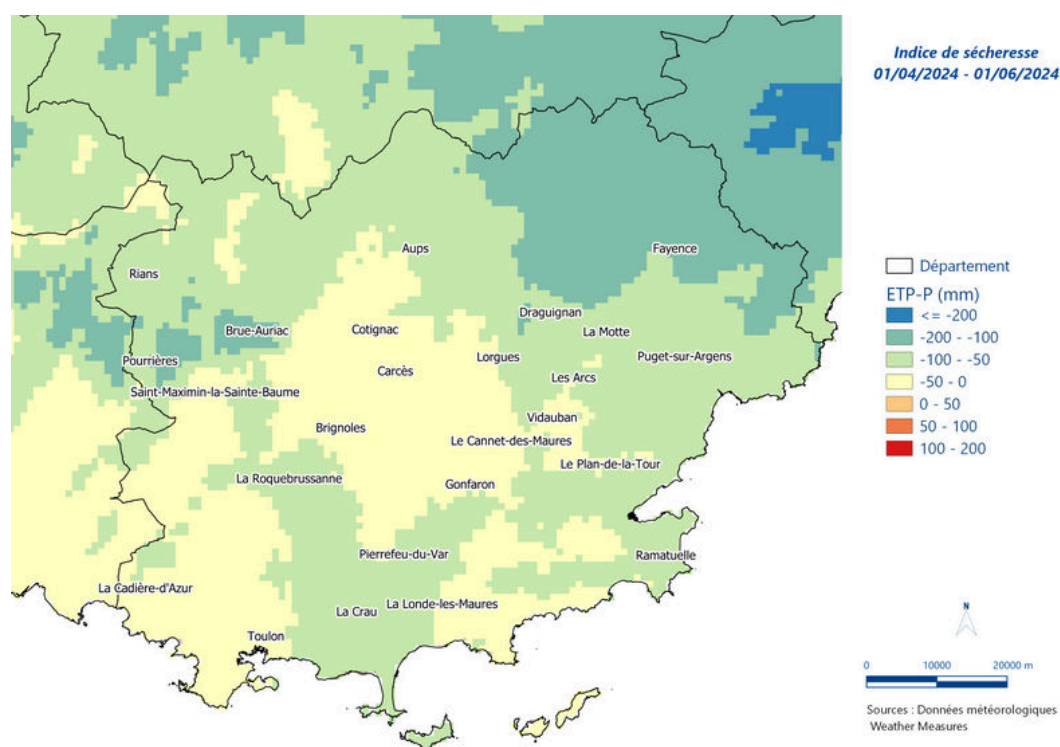 Indice de sécheresse
01/04/2024 - 01/06/2024
Aups
Fayence
Rians
Draguignan
Brue-Auriac
Cotignac
La Motte
Pourrières
Lorgues
Puget-sur-Argens
Carcès
Les Arcs
Saint-Maximin-la-Sainte-Baume
Vidauban
Brignoles
Le Cannet-des-Maures
Le Plan-de-la-Tour
La Roquebrussanne
Gonfaron
Pierrefeu-du-Var
Ramatuelle
La Cadière-d'Azur
La Londe-les-Maures
La Crau
Toulon
Département
ETP-P (mm)
<= -200
-200 - -100
-100 - -50
-50 - 0
0 - 50
50 - 100
100 - 200
N
0 10000 20000 m
Sources : Données météorologiques
Weather Measures